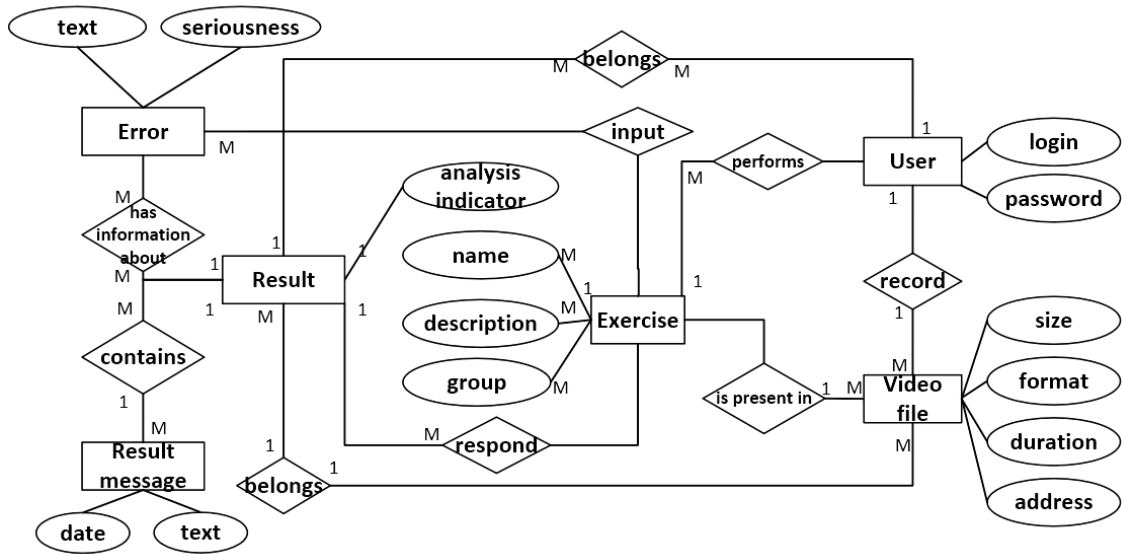 text
seriousness
belongs
M
M
Error
M
input
1
User
login
password
performs
M
1
analysis
indicator
M
has
information
about
M
1
1
Result
1
1
M
1
name
M
description
M
group
M
1
Exercise
1
record
1
M
size
format
duration
address
M
contains
1
M
Result
message
date
text
is present in
1
M
Video
file
M
M
respond
1
belongs
1